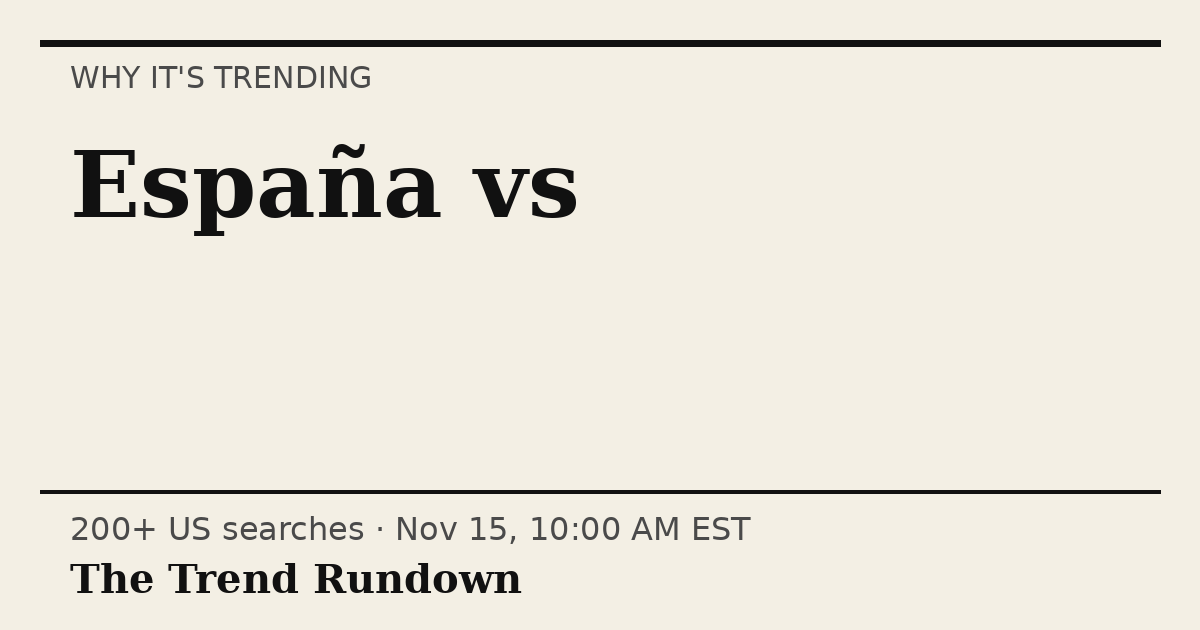 WHY IT'S TRENDING
España vs
200+ US searches · Nov 15, 10:00 AM EST
The Trend Rundown